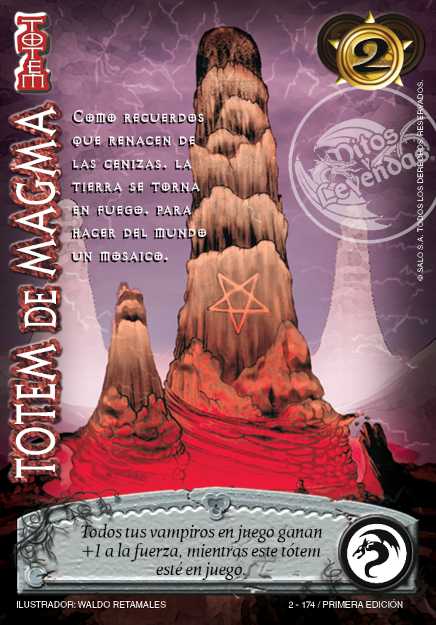 TOTEM
2
TOTEM DE MAGMA
Como recuerdos
que renacen de
las cenizas, la
tierra se torna
en fuego, para
hacer del mundo
un mosaico.
Mitos
y
Leyendas
© SALO S.A. TODOS LOS DERECHOS RESERVADOS.
Todos tus vampiros en juego ganan
+1 a la fuerza, mientras este tótem
esté en juego.
ILUSTRADOR: WALDO RETAMALES
2 - 174 / PRIMERA EDICIÓN